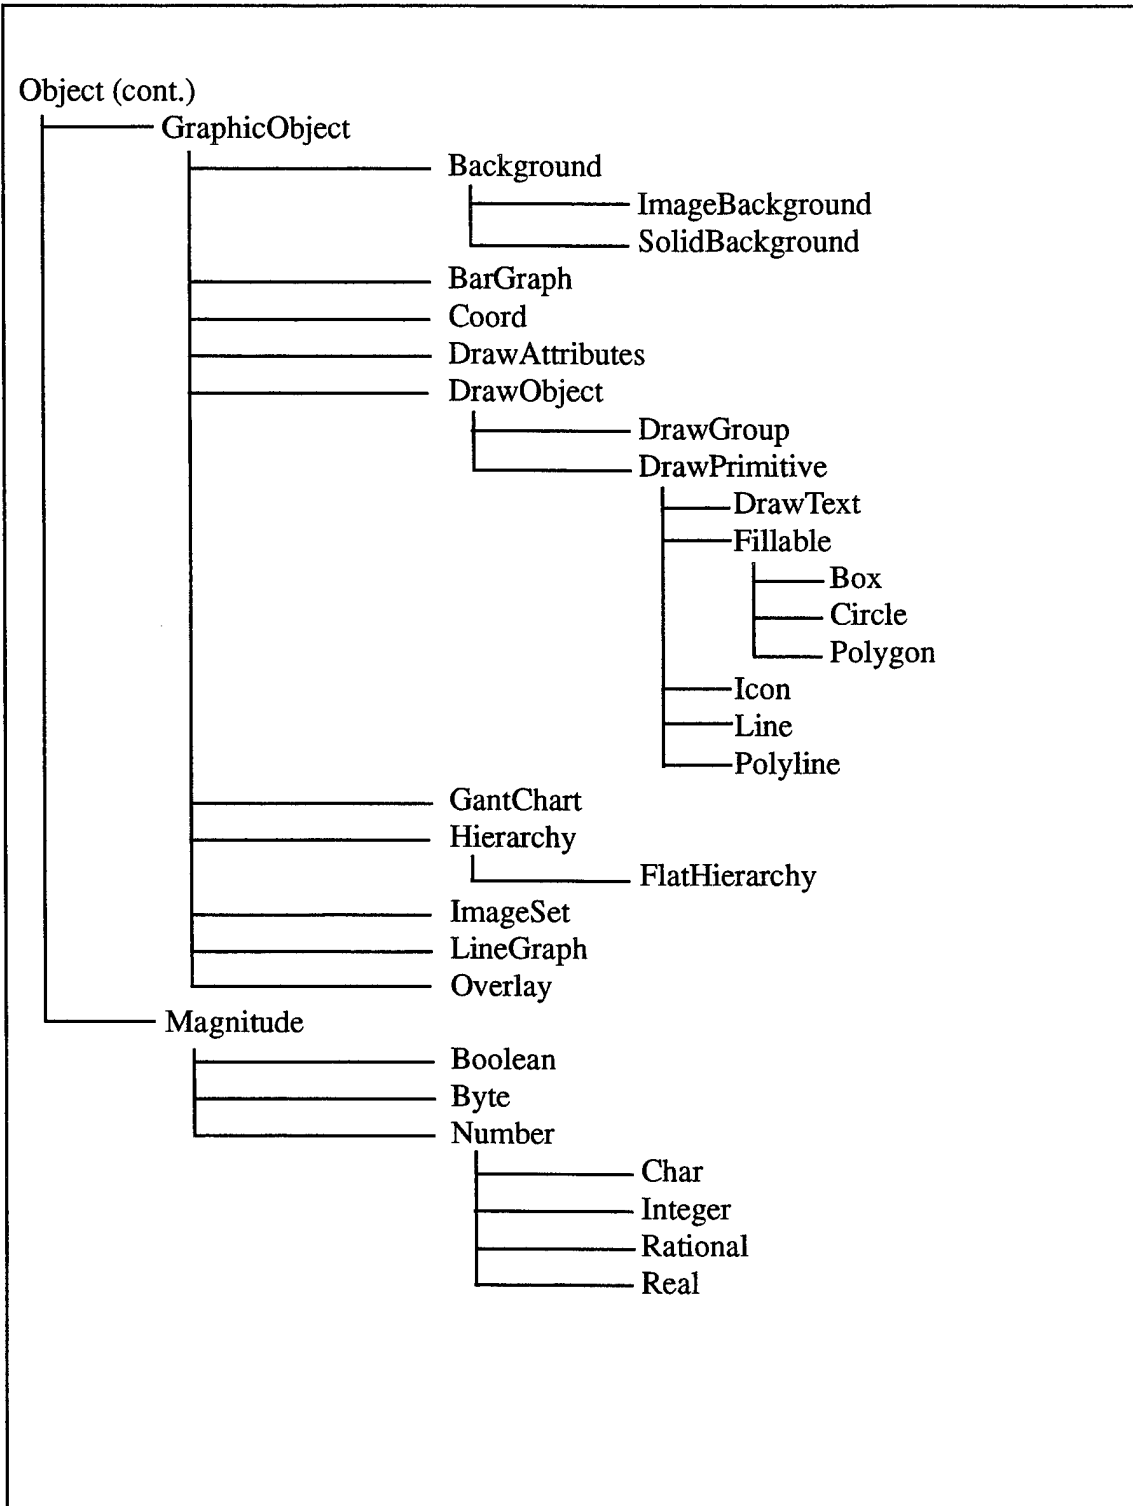 Object (cont.)
GraphicObject
Background
ImageBackground
SolidBackground
BarGraph
Coord
DrawAttributes
DrawObject
DrawGroup
DrawPrimitive
DrawText
Fillable
Box
Circle
Polygon
Icon
Line
Polyline
GantChart
Hierarchy
FlatHierarchy
ImageSet
LineGraph
Overlay
Magnitude
Boolean
Byte
Number
Char
Integer
Rational
Real